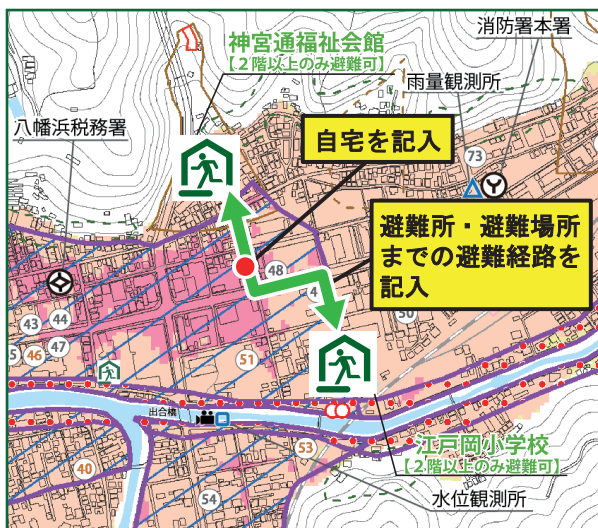 消防署本署
神宮通福祉会館
【2階以上のみ避難可】
雨量観測所
八幡浜税務署
自宅を記入
73
避難所・避難場所
までの避難経路を
記入
48
4
43
44
50
5
46
47
51
出合橋
江戸岡小学校
【2階以上のみ避難可】
53
40
54
水位観測所